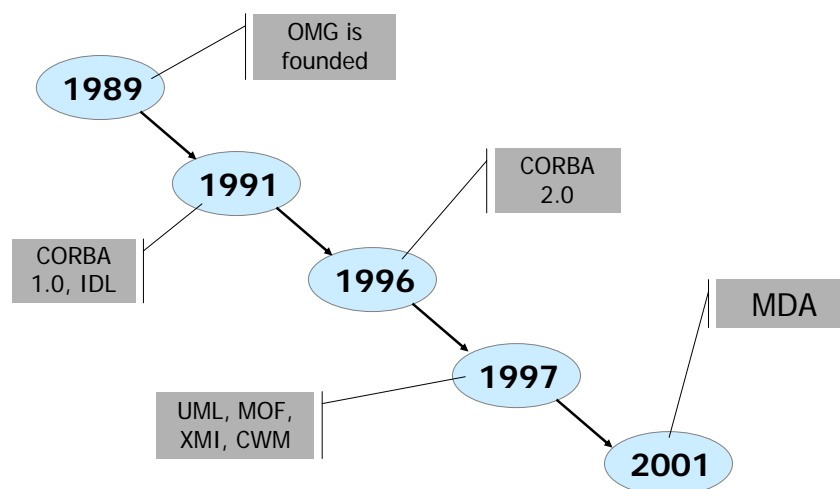 OMG is
founded
1989
1991
CORBA
2.0
CORBA
1.0, IDL
1996
MDA
1997
UML, MOF,
XMI, CWM
2001